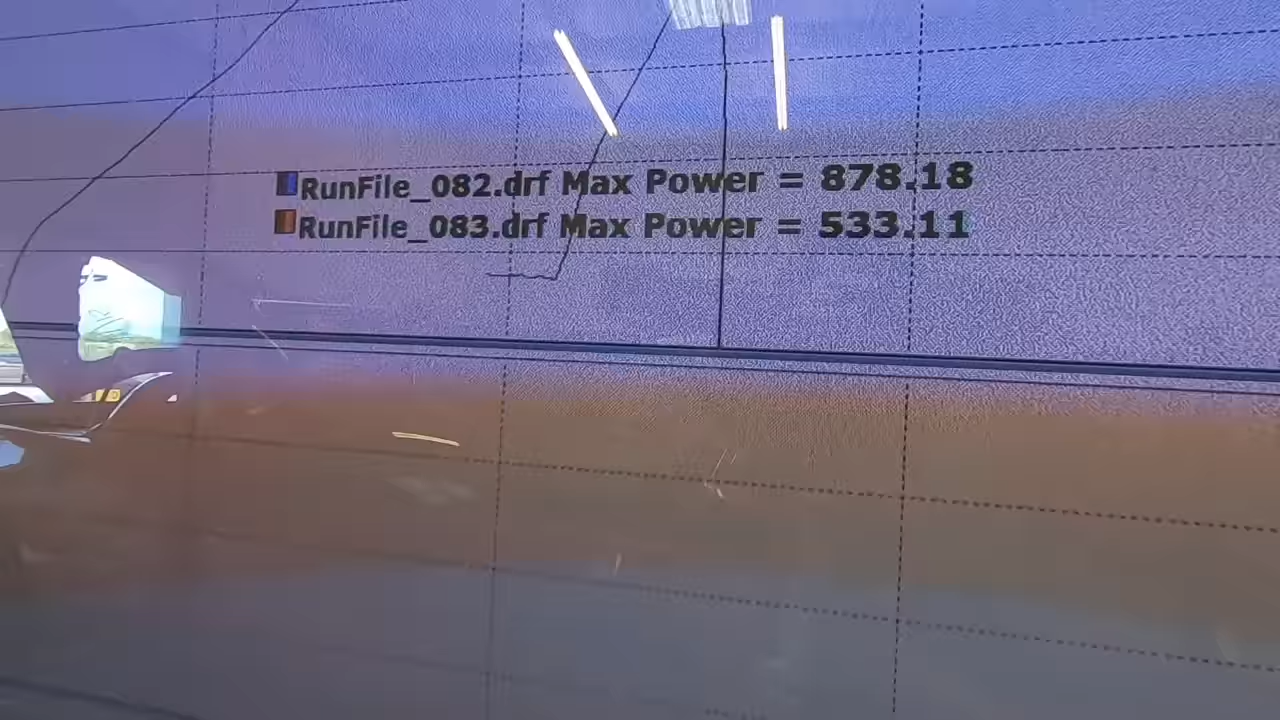 RunFile_082.drf Max Power = 878.18
RunFile_083.drf Max Power = 533.11